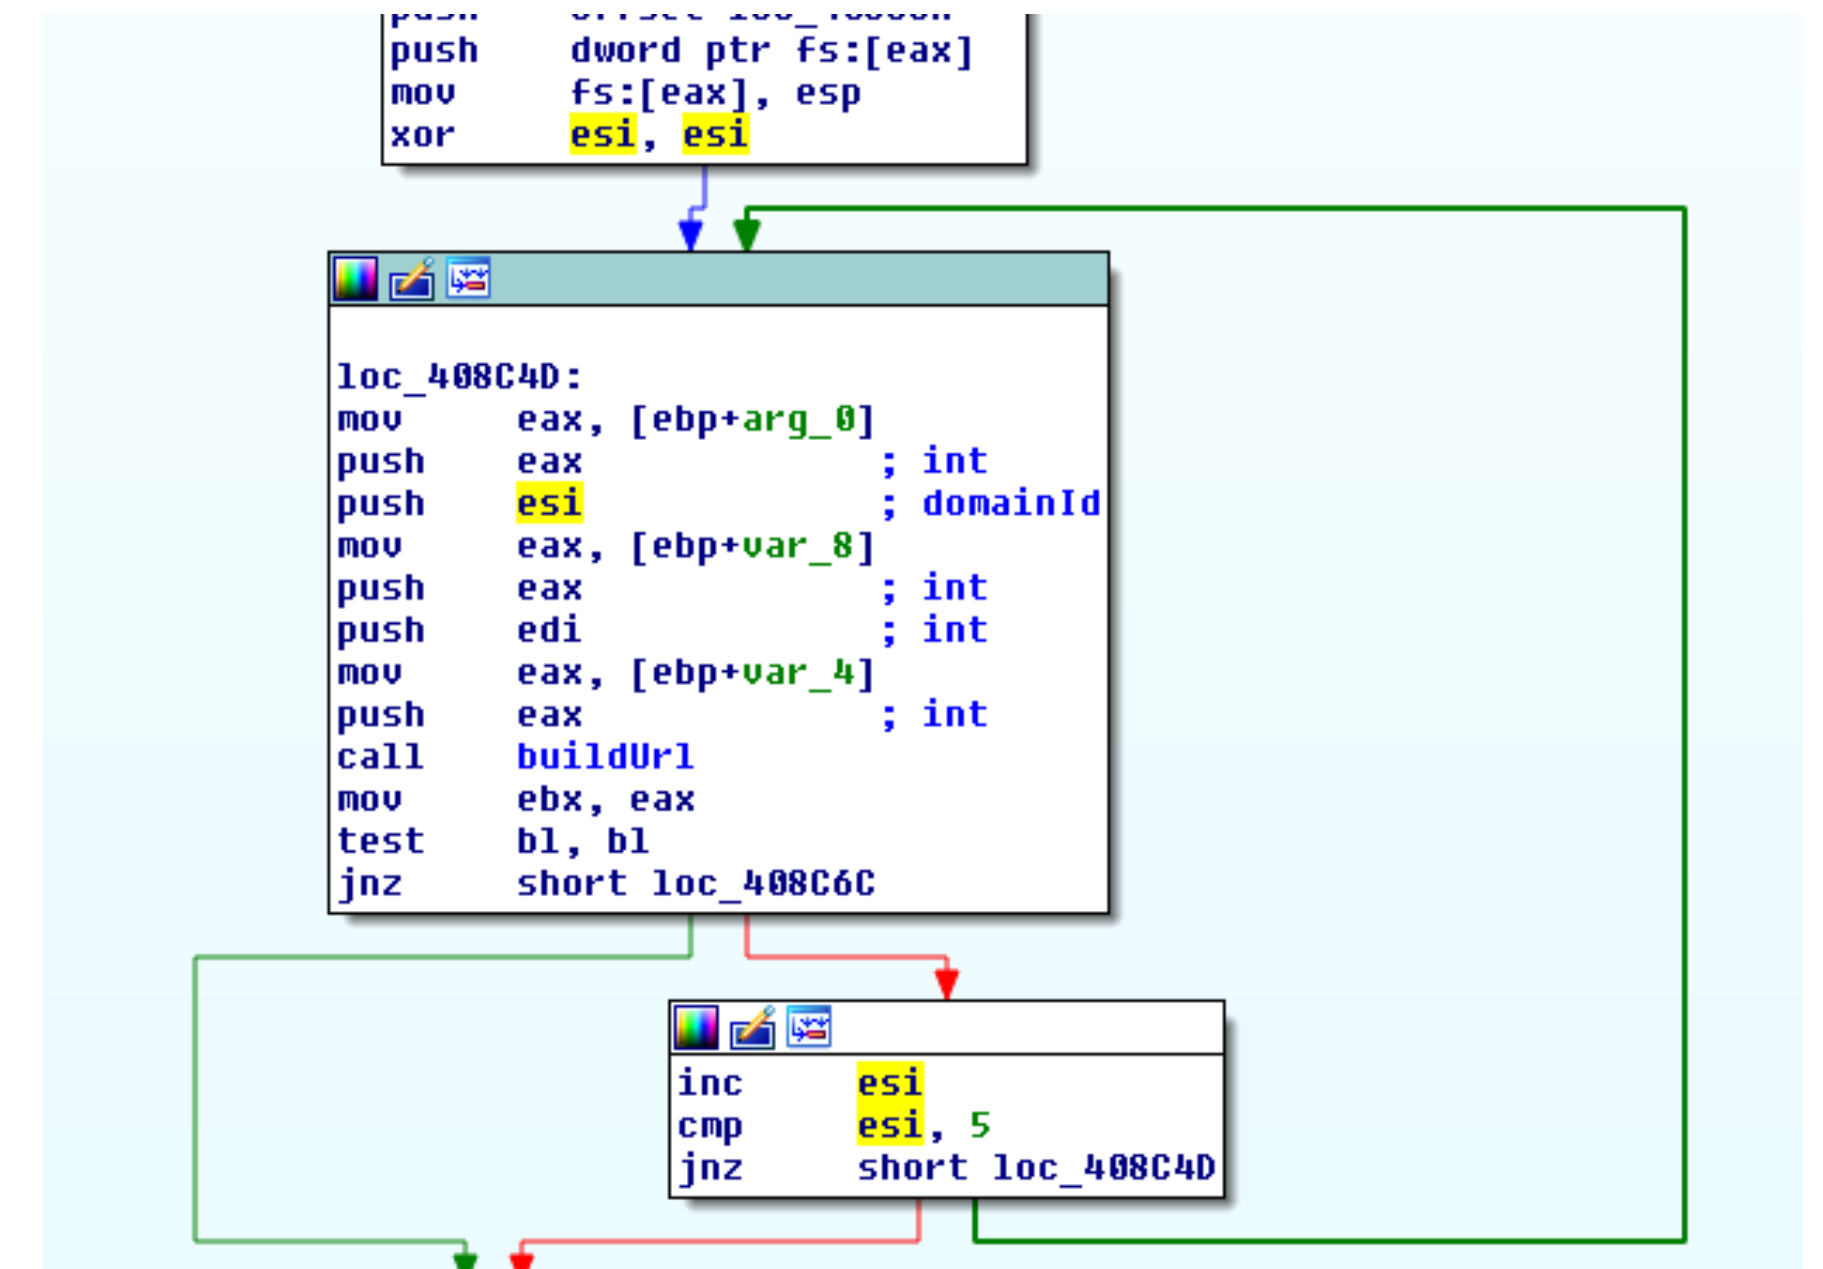 push dword ptr fs:[eax]
mov fs:[eax], esp
xor esi, esi
loc_408C4D:
mov eax, [ebp+arg_0]
push eax ; int
push esi ; domainId
mov eax, [ebp+var_8]
push eax ; int
push edi ; int
mov eax, [ebp+var_4]
push eax ; int
call buildUrl
mov ebx, eax
test bl, bl
jnz short loc_408C6C
inc esi
cmp esi, 5
jnz short loc_408C4D